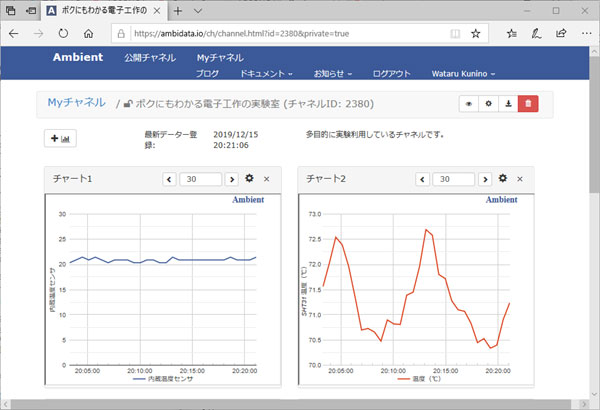 ボクにもわかる電子工作の
https://ambidata.io/ch/channel.html?id=2380&private=true
Ambient 公開チャネル Myチャネル
ブログ ドキュメント お知らせ ログアウト Wataru Kunino
Myチャネル / ボクにもわかる電子工作の実験室 (チャネルID: 2380)
最新データー登録: 2019/12/15 20:21:06 多目的に実験利用しているチャネルです。
チャート1 30
Ambient
30
25
20
15
10
5
0
内蔵温度センサ
20:05:00 20:10:00 20:15:00 20:20:00
内蔵温度センサ
チャート2 30
Ambient
73.0
72.5
72.0
71.5
71.0
70.5
70.0
SHT31 温度 (℃)
20:05:00 20:10:00 20:15:00 20:20:00
温度 (℃)